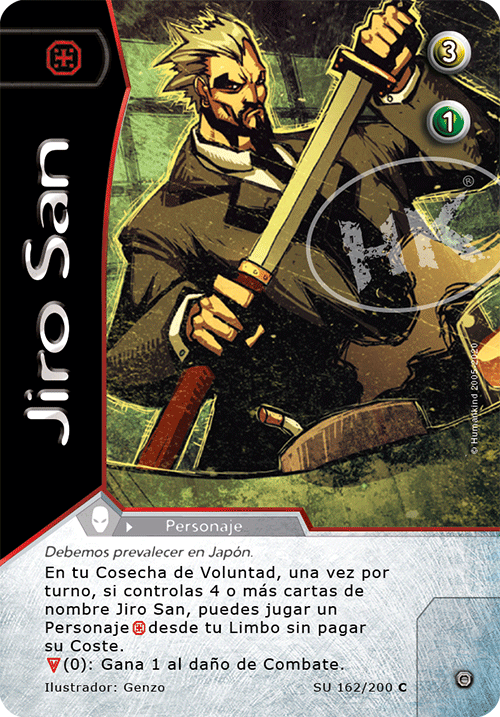 3
1
Jiro San
HK ®
© Humankind 2005-2020
Personaje
Debemos prevalecer en Japón.
En tu Cosecha de Voluntad, una vez por
turno, si controlas 4 o más cartas de
nombre Jiro San, puedes jugar un
Personaje desde tu Limbo sin pagar
su Coste.
(0): Gana 1 al daño de Combate.
Ilustrador: Genzo SU 162/200 C